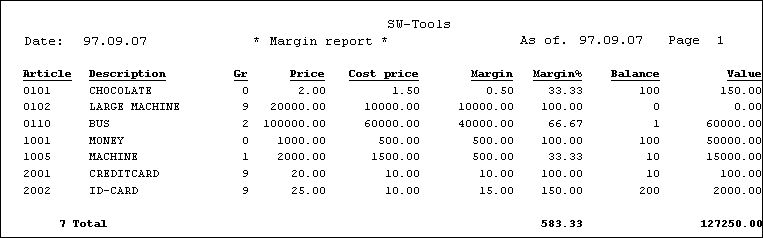 SW-Tools
Date: 97.09.07 * Margin report * As of. 97.09.07 Page 1
Article Description Gr Price Cost price Margin Margin% Balance Value
0101 CHOCOLATE 0 2.00 1.50 0.50 33.33 100 150.00
0102 LARGE MACHINE 9 20000.00 10000.00 10000.00 100.00 0 0.00
0110 BUS 2 100000.00 60000.00 40000.00 66.67 1 60000.00
1001 MONEY 0 1000.00 500.00 500.00 100.00 100 50000.00
1005 MACHINE 1 2000.00 1500.00 500.00 33.33 10 15000.00
2001 CREDITCARD 9 20.00 10.00 10.00 100.00 10 100.00
2002 ID-CARD 9 25.00 10.00 15.00 150.00 200 2000.00
7 Total 583.33 127250.00